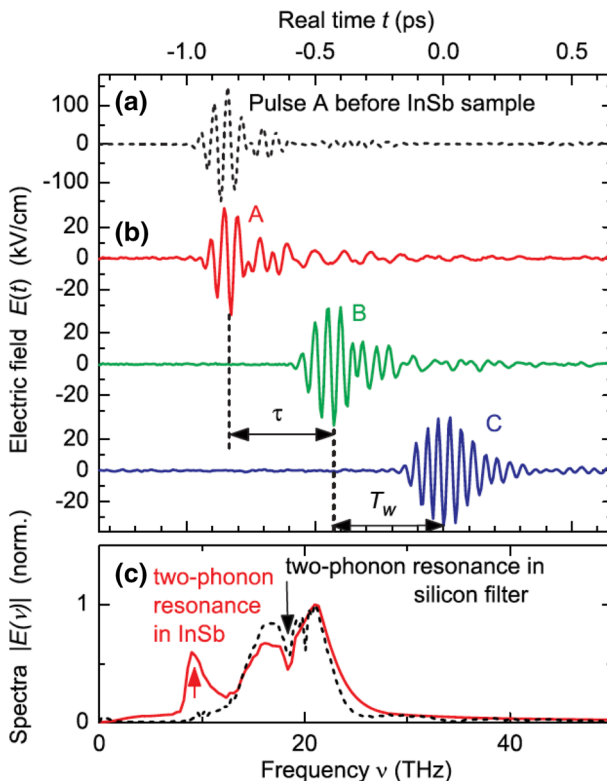 Real time t (ps)
-1.0 -0.5 0.0 0.5
(a) Pulse A before InSb sample
100
0
-100
Electric field E(t) (kV/cm)
(b) A
20
0
-20
B
20
0
-20
τ
C
20
0
-20
T_w
Spectra |E(ν)| (norm.)
(c) two-phonon resonance in InSb
two-phonon resonance in silicon filter
1
0
0 20 40
Frequency ν (THz)